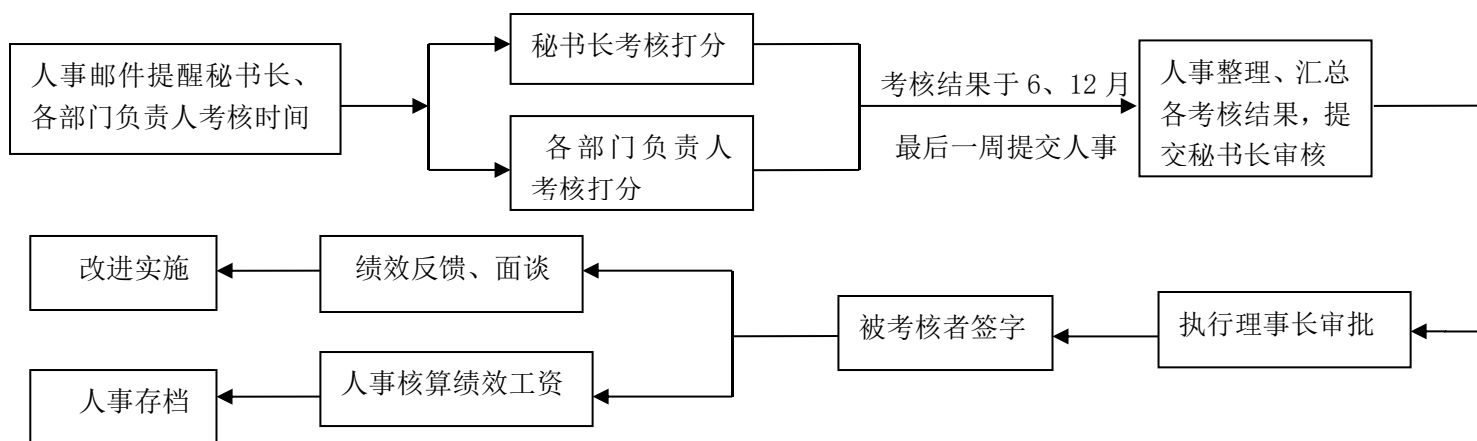 人事邮件提醒秘书长、
各部门负责人考核时间
秘书长考核打分
各部门负责人
考核打分
考核结果于 6、12 月
最后一周提交人事
人事整理、汇总
各考核结果，提
交秘书长审核
执行理事长审批
被考核者签字
绩效反馈、面谈
改进实施
人事核算绩效工资
人事存档